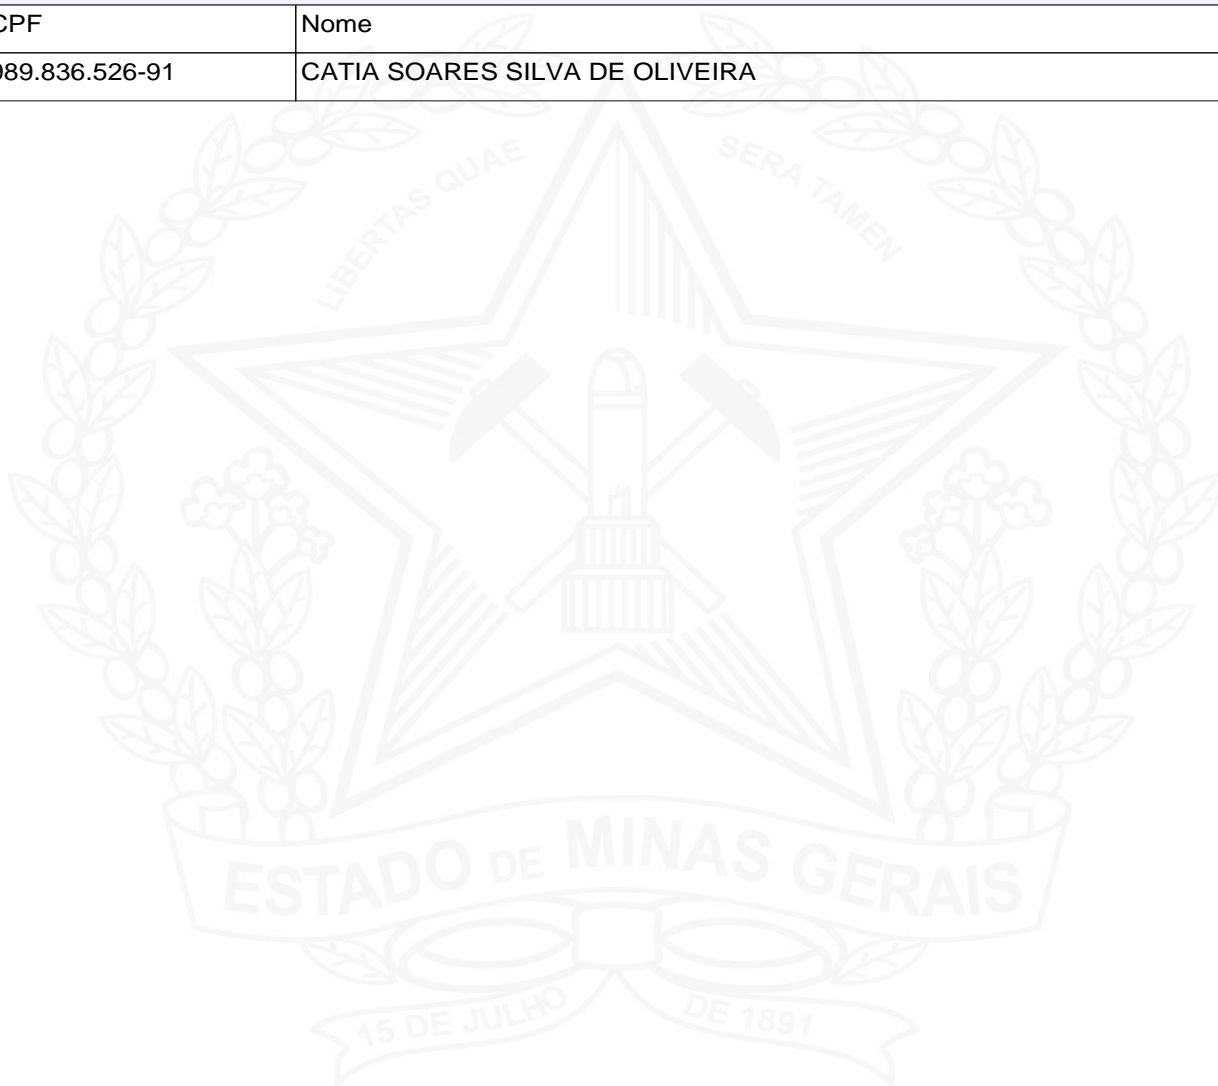 CPF Nome
989.836.526-91 CATIA SOARES SILVA DE OLIVEIRA
LIBERTAS QUAE SERA TAMEN
ESTADO DE MINAS GERAIS
15 DE JULHO DE 1891